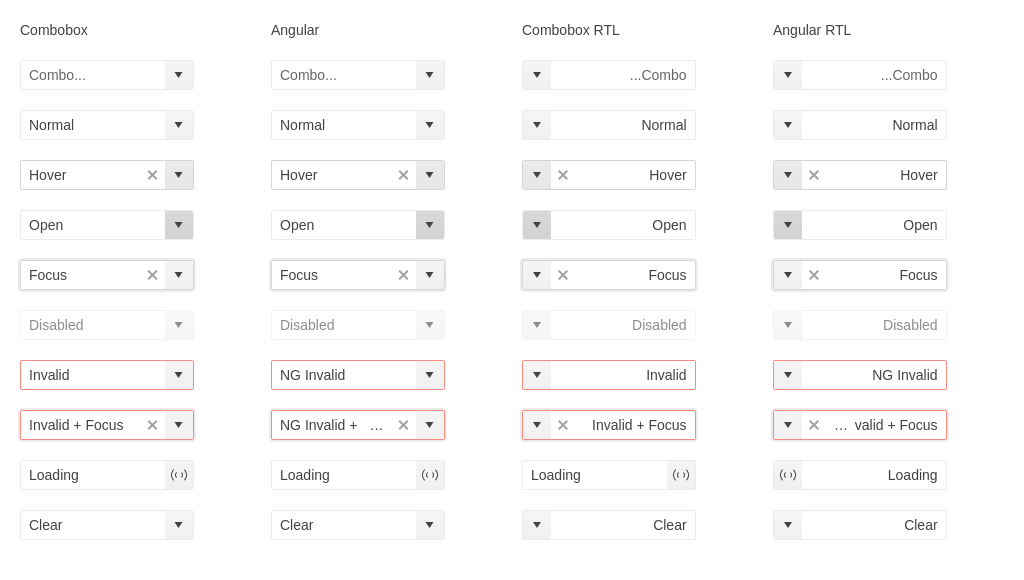 Combobox Angular Combobox RTL Angular RTL
Combo... Combo... ...Combo ...Combo
Normal Normal Normal Normal
Hover Hover Hover Hover
Open Open Open Open
Focus Focus Focus Focus
Disabled Disabled Disabled Disabled
Invalid NG Invalid Invalid NG Invalid
Invalid + Focus NG Invalid + ... Invalid + Focus ... valid + Focus
Loading Loading Loading Loading
Clear Clear Clear Clear